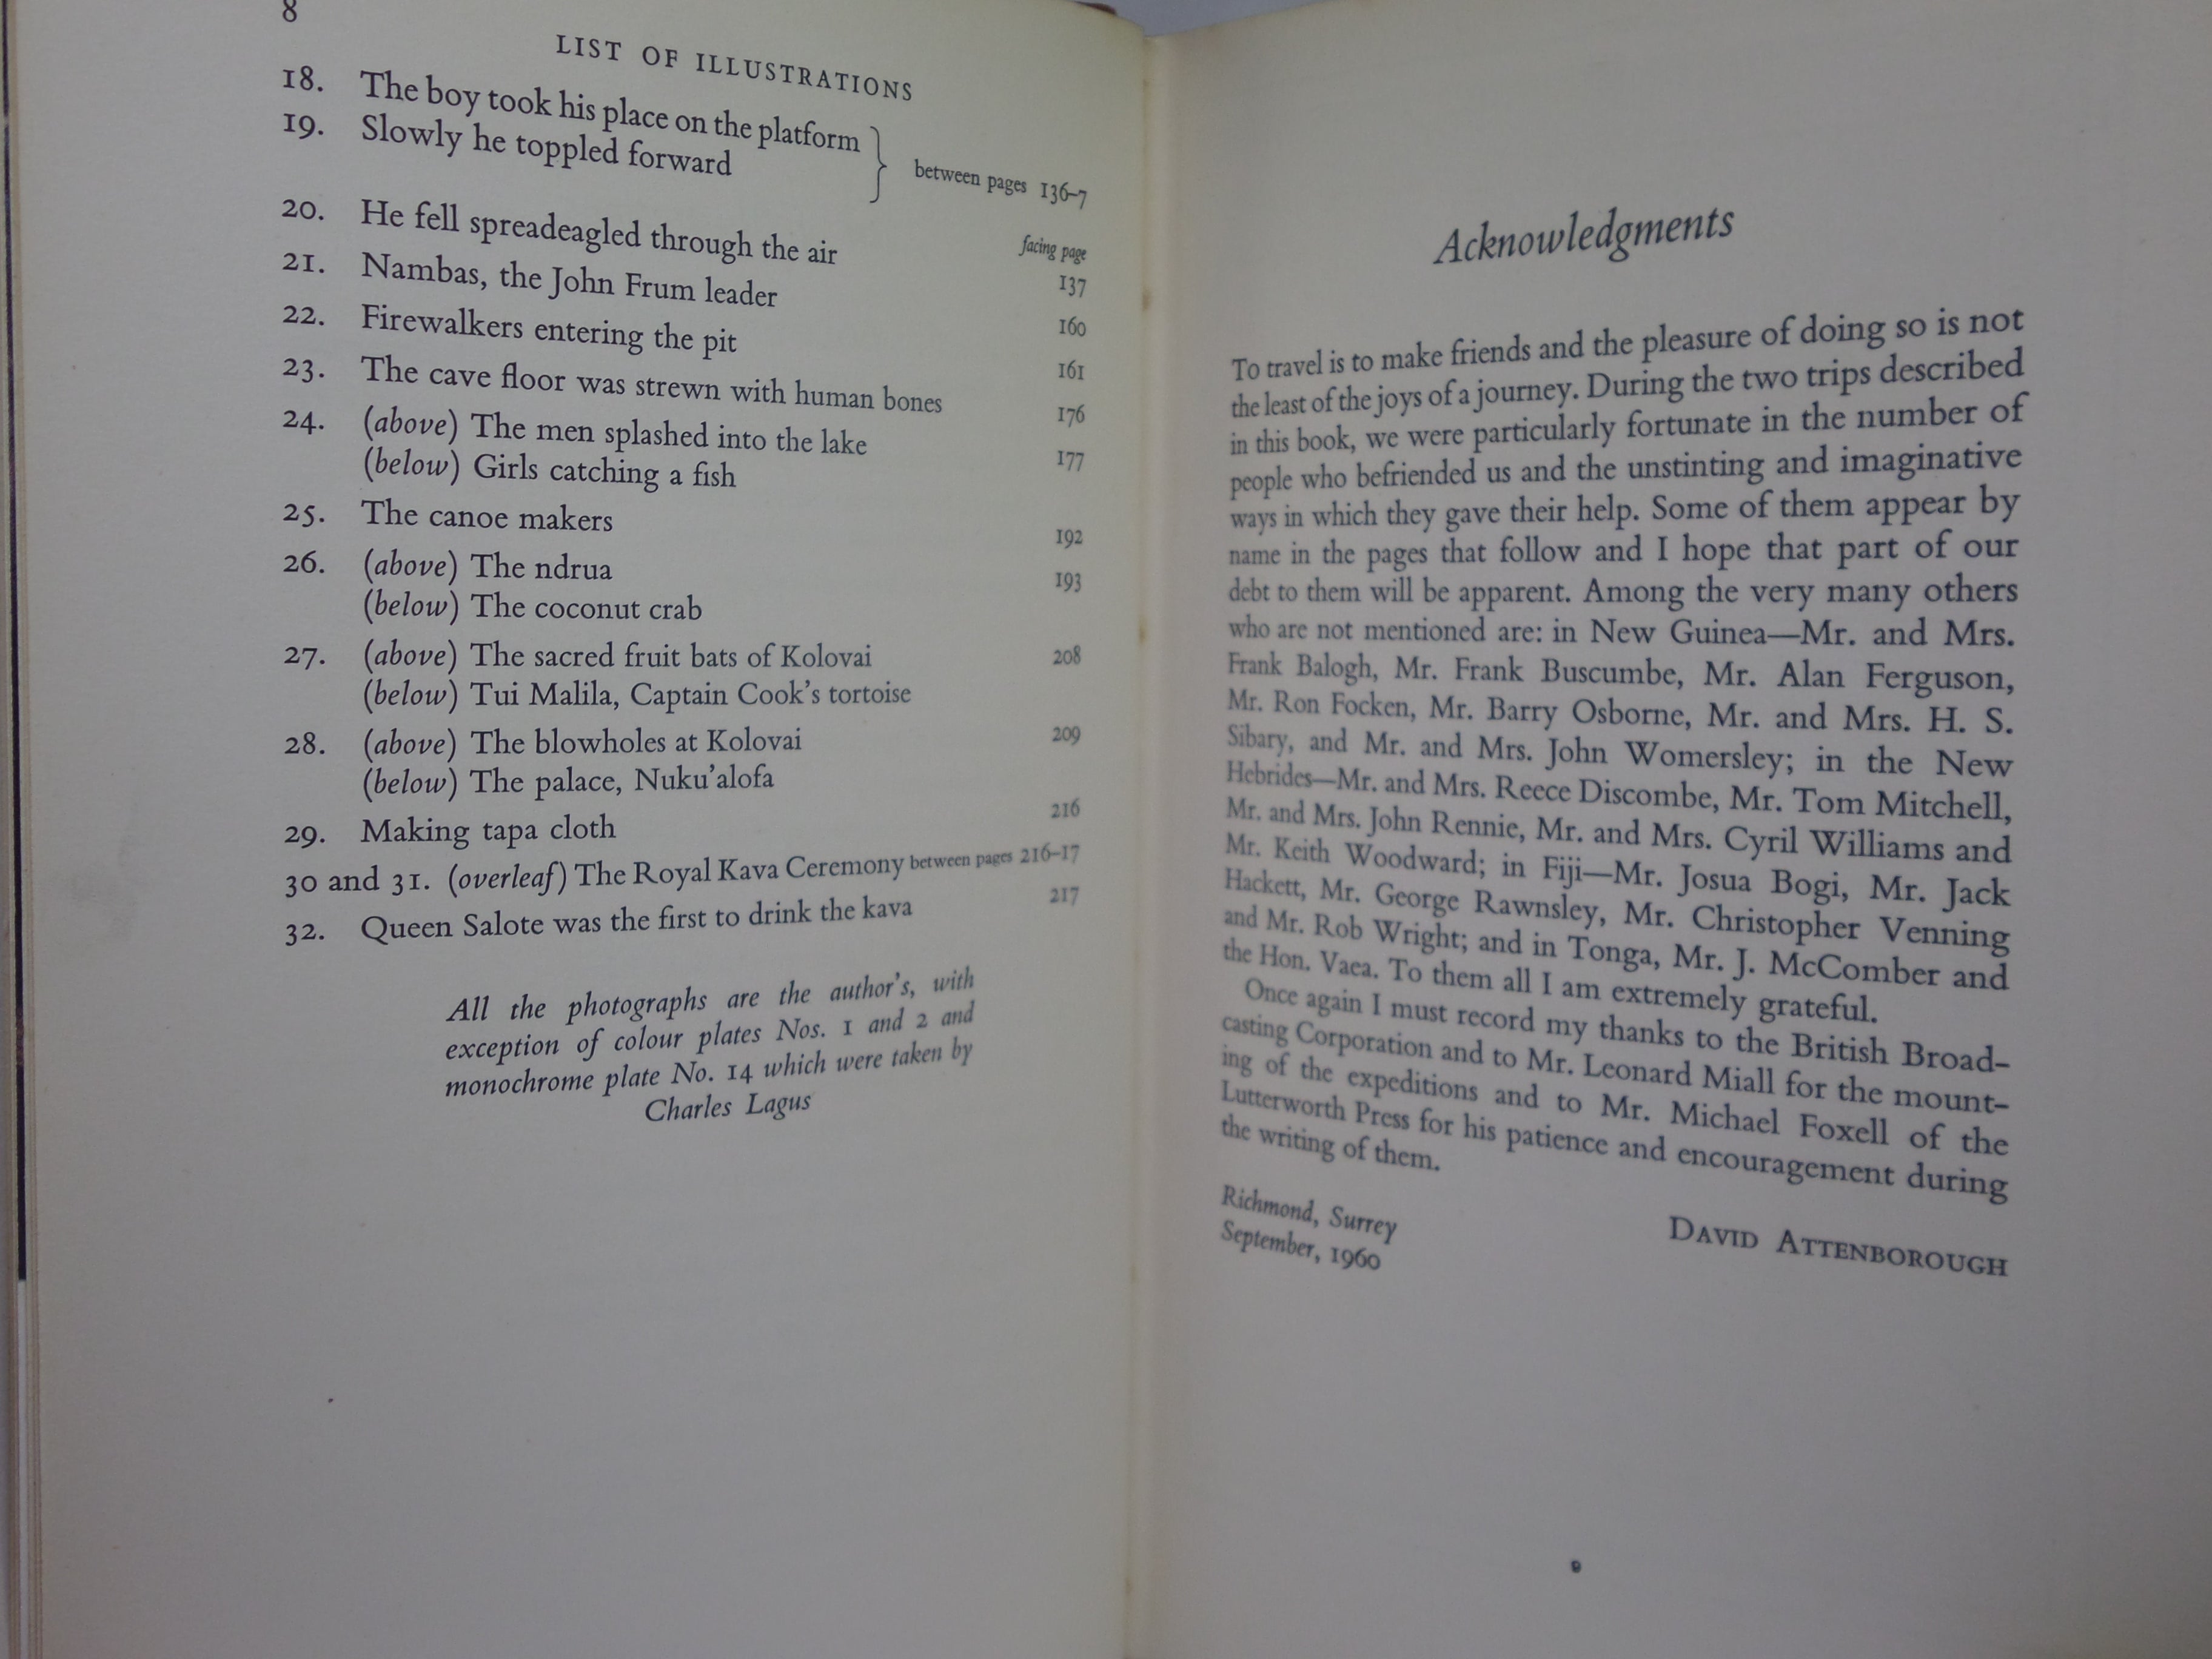 8
LIST OF ILLUSTRATIONS
18. The boy took his place on the platform
19. Slowly he toppled forward
} between pages 136–7
facing page
20. He fell spreadeagled through the air 137
21. Nambas, the John Frum leader 160
22. Firewalkers entering the pit 161
23. The cave floor was strewn with human bones 176
24. (above) The men splashed into the lake 177
(below) Girls catching a fish
25. The canoe makers 192
26. (above) The ndrua 193
(below) The coconut crab
27. (above) The sacred fruit bats of Kolovai 208
(below) Tui Malila, Captain Cook's tortoise
28. (above) The blowholes at Kolovai 209
(below) The palace, Nuku'alofa
29. Making tapa cloth 216
30 and 31. (overleaf) The Royal Kava Ceremony between pages 216–17
32. Queen Salote was the first to drink the kava 217
All the photographs are the author's, with
exception of colour plates Nos. 1 and 2 and
monochrome plate No. 14 which were taken by
Charles Lagus
Acknowledgments
To travel is to make friends and the pleasure of doing so is not
the least of the joys of a journey. During the two trips described
in this book, we were particularly fortunate in the number of
people who befriended us and the unstinting and imaginative
ways in which they gave their help. Some of them appear by
name in the pages that follow and I hope that part of our
debt to them will be apparent. Among the very many others
who are not mentioned are: in New Guinea—Mr. and Mrs.
Frank Balogh, Mr. Frank Buscumbe, Mr. Alan Ferguson,
Mr. Ron Focken, Mr. Barry Osborne, Mr. and Mrs. H. S.
Sibary, and Mr. and Mrs. John Womersley; in the New
Hebrides—Mr. and Mrs. Reece Discombe, Mr. Tom Mitchell,
Mr. and Mrs. John Rennie, Mr. and Mrs. Cyril Williams and
Mr. Keith Woodward; in Fiji—Mr. Josua Bogi, Mr. Jack
Hackett, Mr. George Rawnsley, Mr. Christopher Venning
and Mr. Rob Wright; and in Tonga, Mr. J. McComber and
the Hon. Vaea. To them all I am extremely grateful.
Once again I must record my thanks to the British Broad-
casting Corporation and to Mr. Leonard Miall for the mount-
ing of the expeditions and to Mr. Michael Foxell of the
Lutterworth Press for his patience and encouragement during
the writing of them.
Richmond, Surrey
September, 1960
DAVID ATTENBOROUGH
9